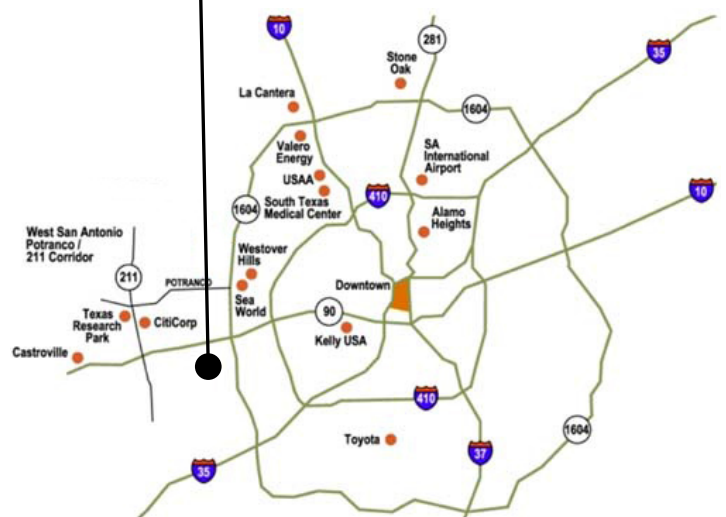 10
281
35
Stone
Oak
La Cantera
1604
Valero
Energy
SA
International
Airport
USAA
410
10
South Texas
Medical Center
1604
Alamo
Heights
West San Antonio
Potranco /
211 Corridor
Westover
Hills
211
POTRANCO
Downtown
Sea
World
Texas
Research
Park
CitiCorp
90
Kelly USA
Castroville
410
1604
Toyota
37
35